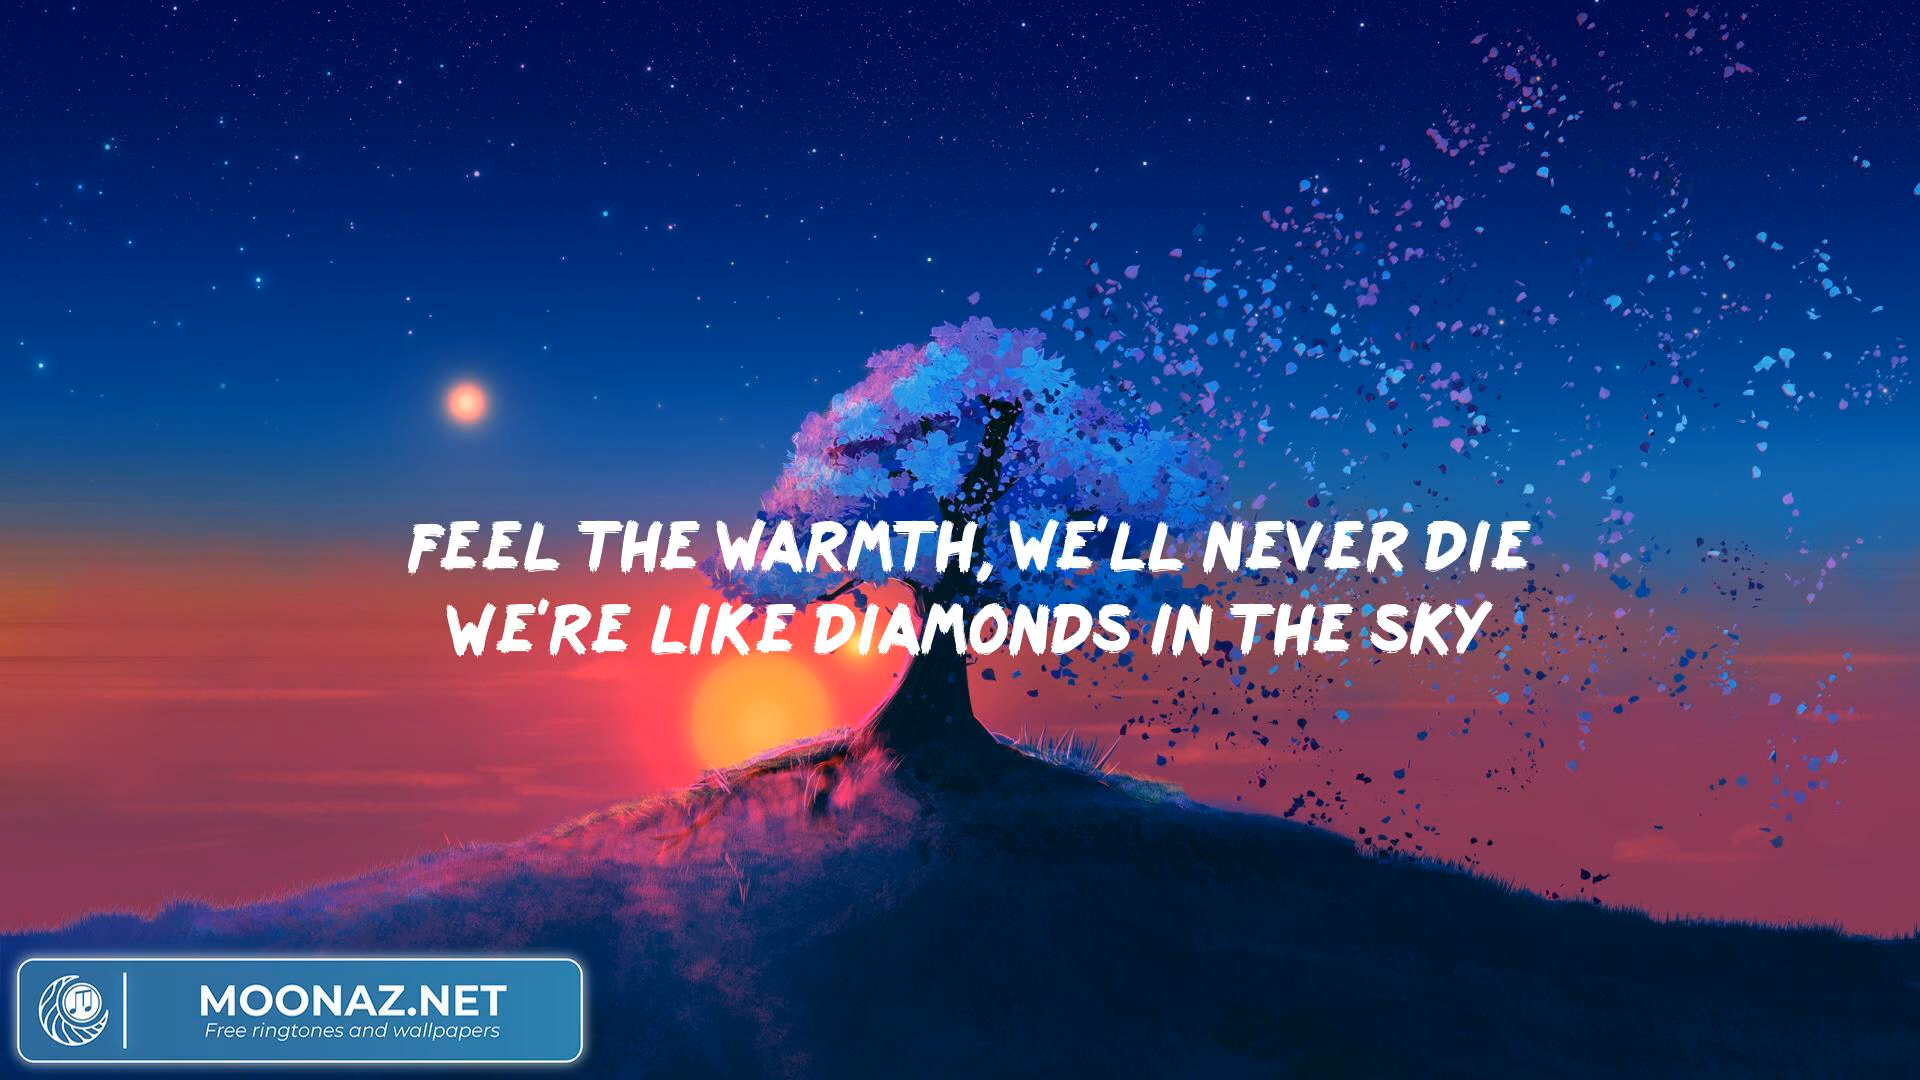 FEEL THE WARMTH, WE'LL NEVER DIE
WE'RE LIKE DIAMONDS IN THE SKY
MOONAZ.NET
Free ringtones and wallpapers